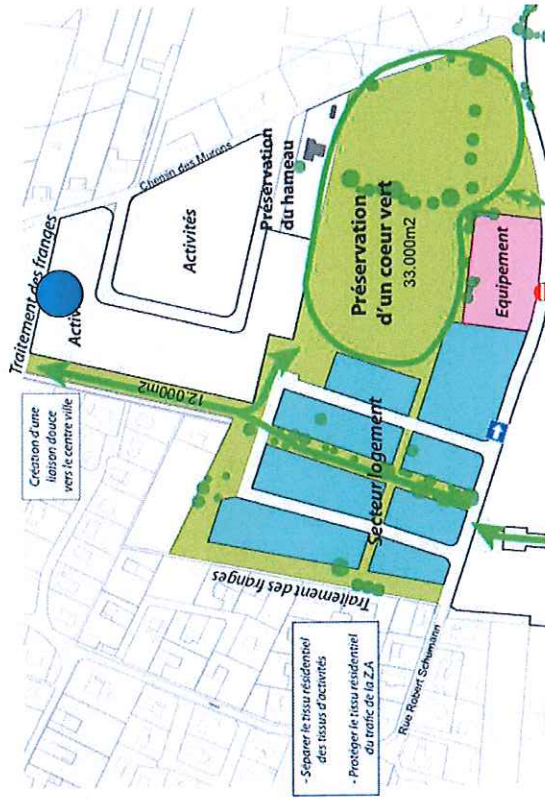 Traitement des franges
Activ
Création d'une
liaison douce
vers le centre ville
12.000m2
Chemin des Murons
Activités
Préservation
du hameau
Préservation
d'un coeur vert
33.000m2
Equipement
Secteur logement
Traitement des franges
- Séparer le tissu résidentiel
des tissus d'activités
- Protéger le tissu résidentiel
du trafic de la Z.A
Rue Robert Schumann